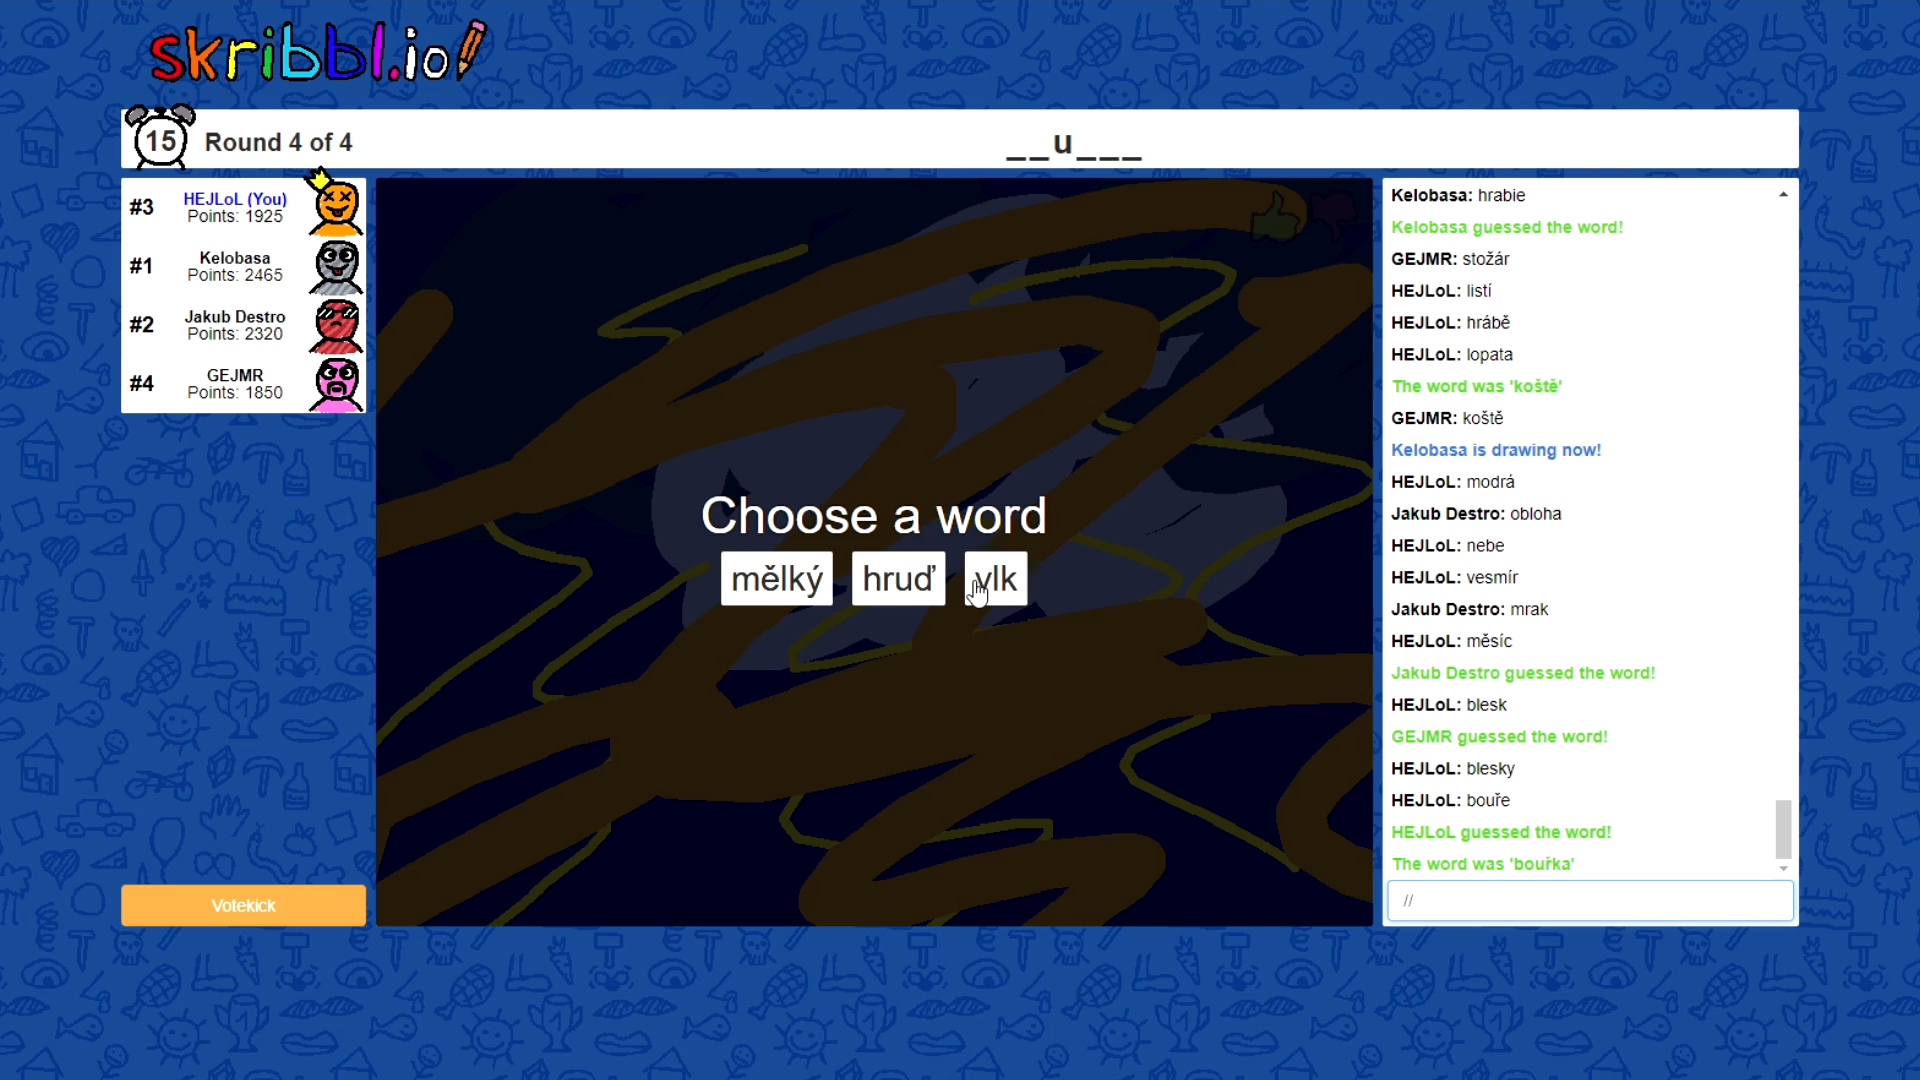 skribbl.io
15
Round 4 of 4
__u___
#3 HEJLoL (You)
Points: 1925
#1 Kelobasa
Points: 2465
#2 Jakub Destro
Points: 2320
#4 GEJMR
Points: 1850
Votekick
Choose a word
mělký hruď vlk
Kelobasa: hrabie
Kelobasa guessed the word!
GEJMR: stožár
HEJLoL: listí
HEJLoL: hrábě
HEJLoL: lopata
The word was 'koště'
GEJMR: koště
Kelobasa is drawing now!
HEJLoL: modrá
Jakub Destro: obloha
HEJLoL: nebe
HEJLoL: vesmír
Jakub Destro: mrak
HEJLoL: měsíc
Jakub Destro guessed the word!
HEJLoL: blesk
GEJMR guessed the word!
HEJLoL: blesky
HEJLoL: bouře
HEJLoL guessed the word!
The word was 'bouřka'
//